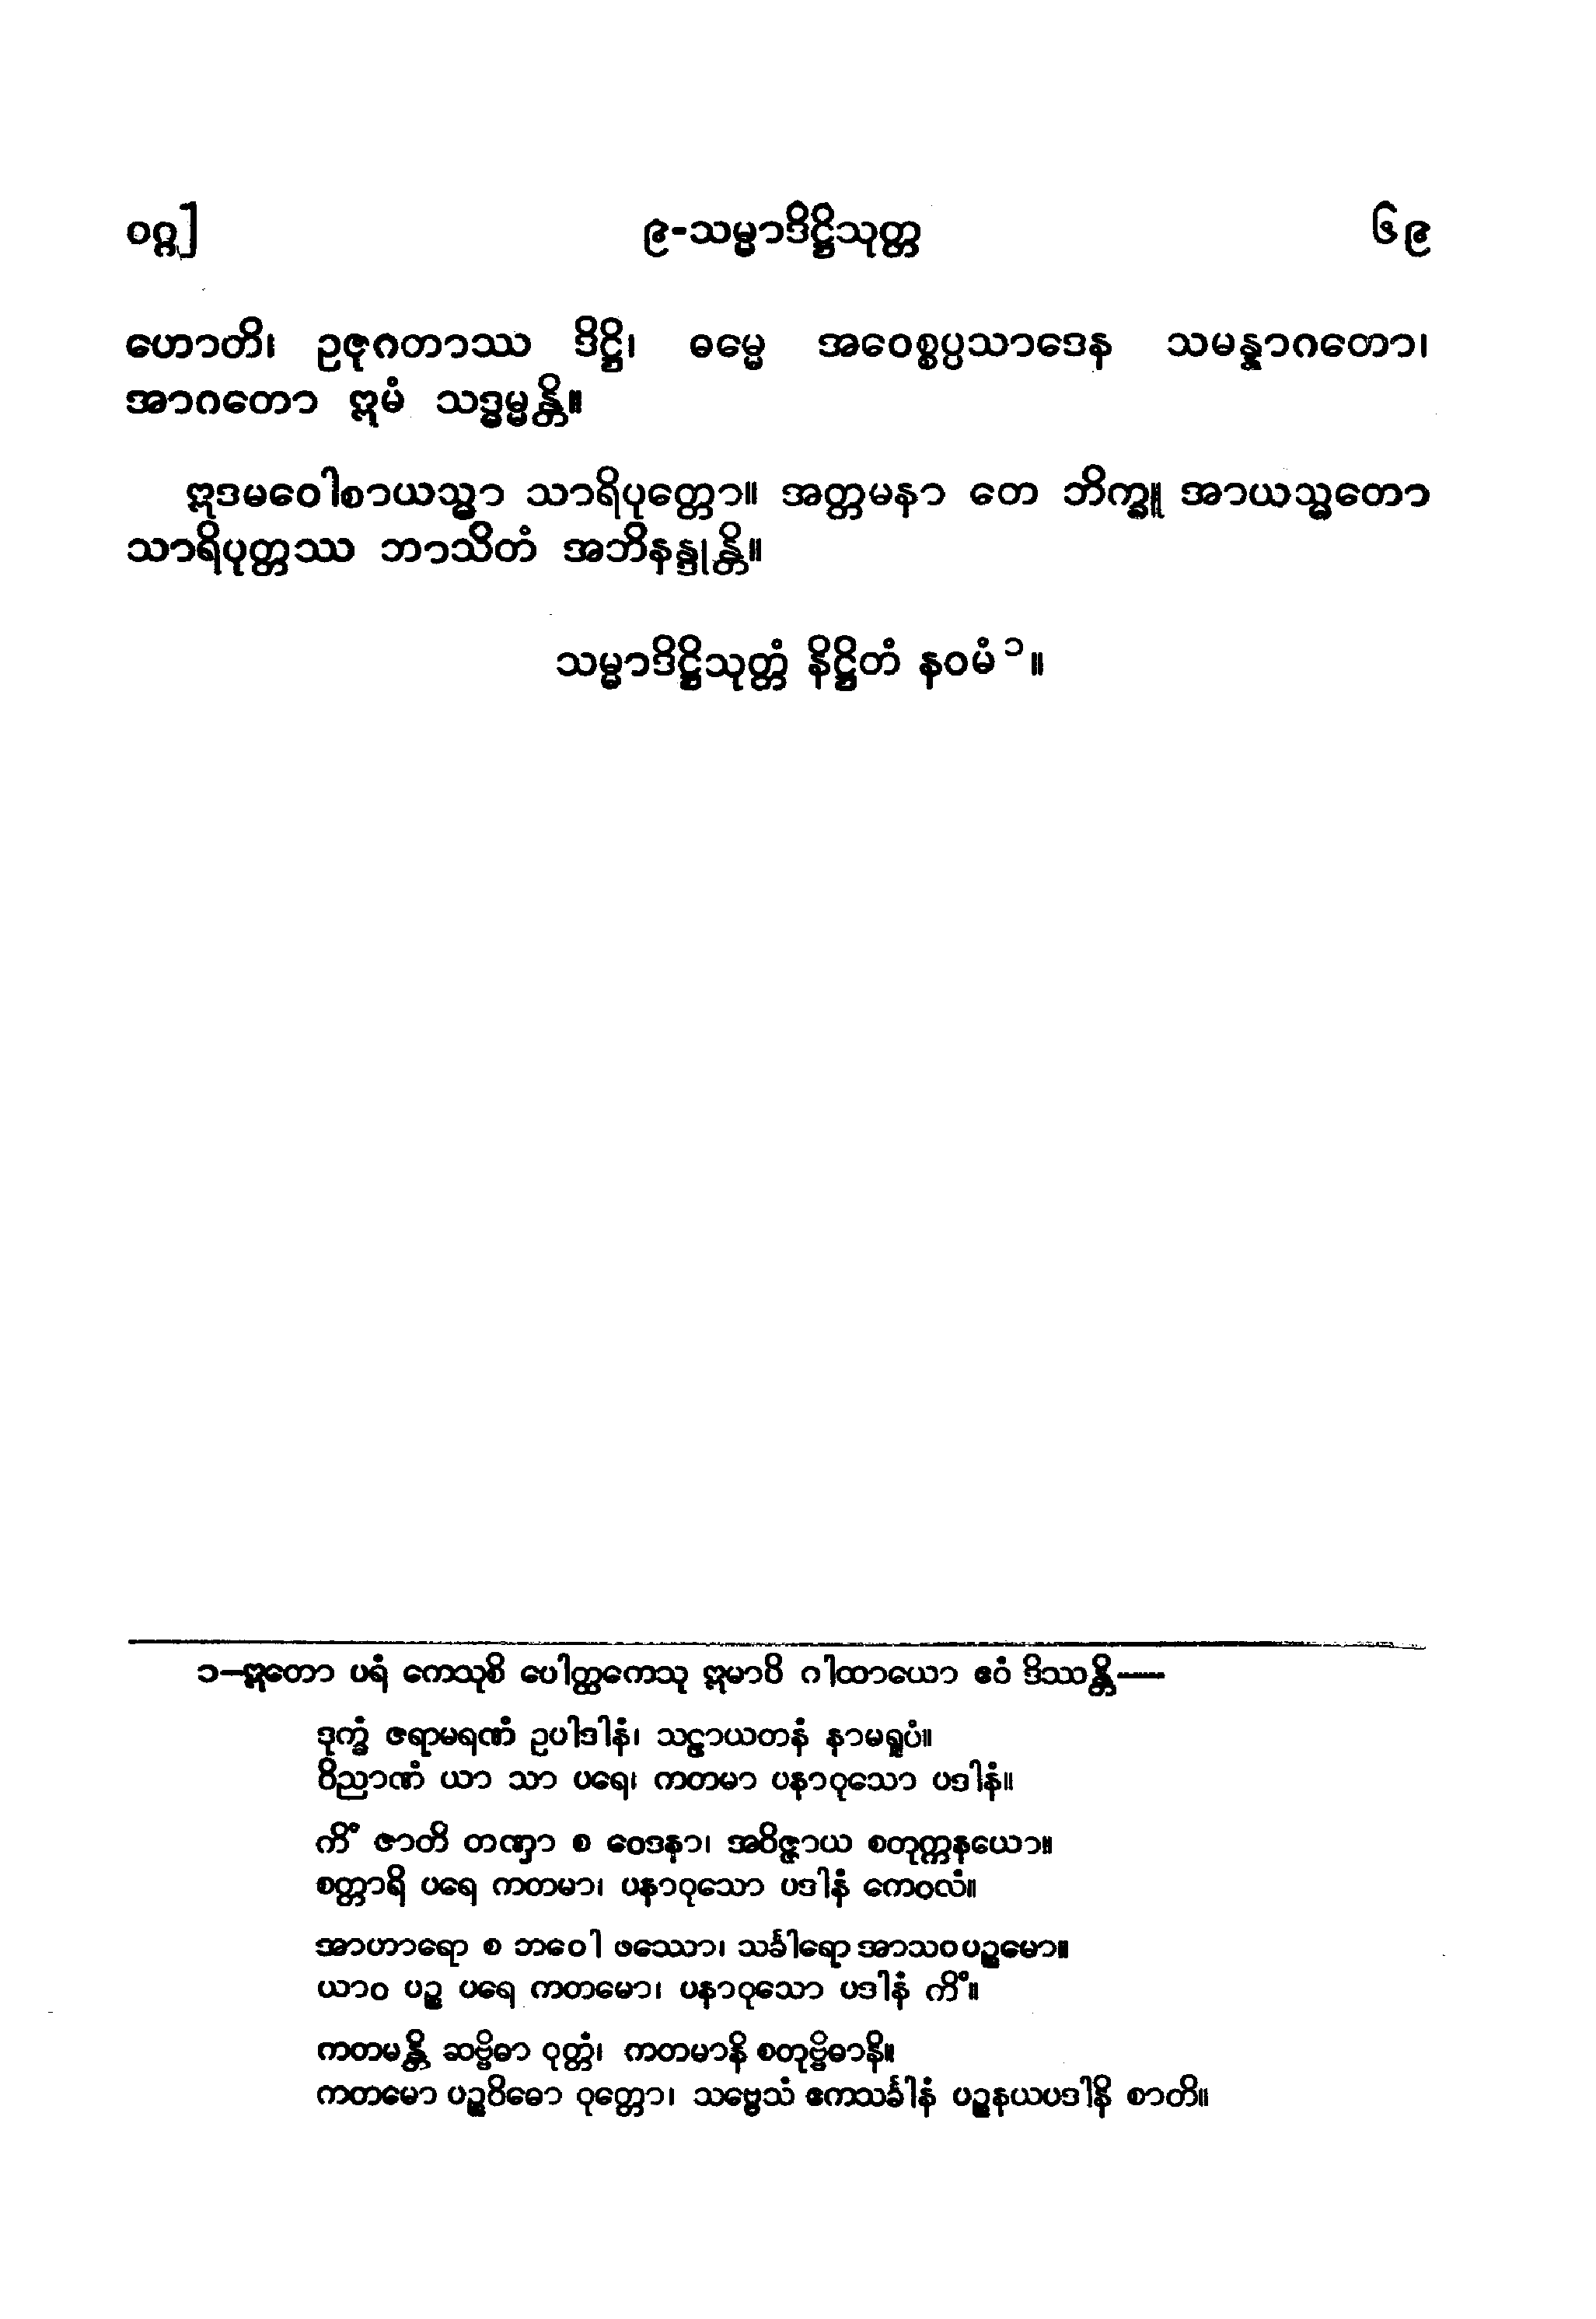 ဝဂ္ဂ] ၉-သမ္မာဒိဋ္ဌိသုတ္တ ၆၉
ဟောတိ၊ ဥဇုဂတာဿ ဒိဋ္ဌိ၊ ဓမ္မေ အဝေစ္စပ္ပသာဒေန သမန္နာဂတော၊
အာဂတော ဣမံ သဒ္ဓမ္မန္တိ။
ဣဒမဝေါစာယသ္မာ သာရိပုတ္တော။ အတ္တမနာ တေ ဘိက္ခူ အာယသ္မတော
သာရိပုတ္တဿ ဘာသိတံ အဘိနန္ဒုန္တိ။
သမ္မာဒိဋ္ဌိသုတ္တံ နိဋ္ဌိတံ နဝမံ ၁။
၁–ဣတော ပရံ ကေသုစိ ပေါတ္ထကေသု ဣမာပိ ဂါထာယော ဧဝံ ဒိဿန္တိ—
ဒုက္ခံ ဇရာမရဏံ ဥပါဒါနံ၊ သဠာယတနံ နာမရူပံ။
ဝိညာဏံ ယာ သာ ပရေ၊ ကတမာ ပနာဝုသော ပဒါနံ။
ကိံ ဇာတိ တဏှာ စ ဝေဒနာ၊ အဝိဇ္ဇာယ စတုက္ကနယော။
စတ္တာရိ ပရေ ကတမာ၊ ပနာဝုသော ပဒါနံ ကေဝလံ။
အာဟာရော စ ဘဝေါ ဖဿော၊ သင်္ခါရော အာသဝပဉ္စမော။
ယာဝ ပဉ္စ ပရေ ကတမော၊ ပနာဝုသော ပဒါနံ ကိံ။
ကတမန္တိ ဆဗ္ဗိဓာ ဝုတ္တံ၊ ကတမာနိ စတုဗ္ဗိဓာနိ။
ကတမော ပဉ္စဝိဓော ဝုတ္တော၊ သဗ္ဗေသံ ဧကသင်္ခါနံ ပဉ္စနယပဒါနိ စာတိ။